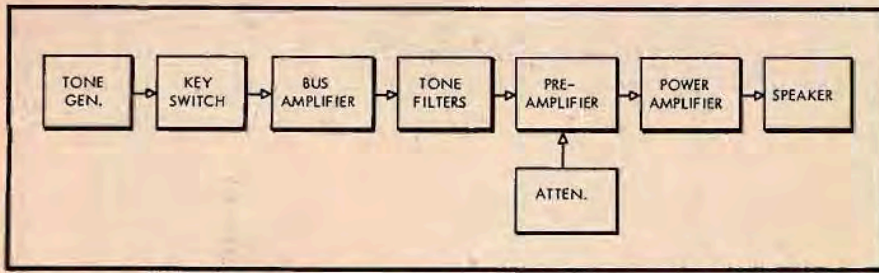 TONE
GEN.
KEY
SWITCH
BUS
AMPLIFIER
TONE
FILTERS
PRE-
AMPLIFIER
POWER
AMPLIFIER
SPEAKER
ATTEN.